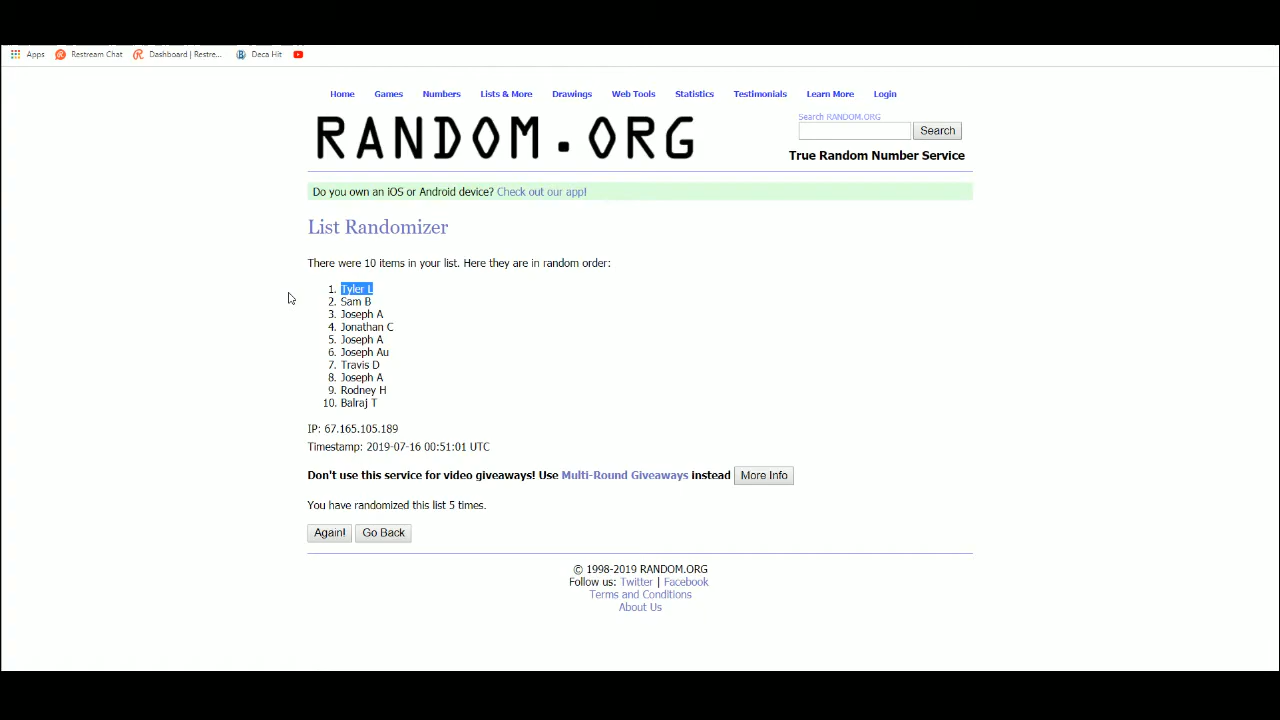 Apps Restream Chat Dashboard | Restre... Deca Hit
Home Games Numbers Lists & More Drawings Web Tools Statistics Testimonials Learn More Login
Search RANDOM.ORG
RANDOM.ORG
Search
True Random Number Service
Do you own an iOS or Android device? Check out our app!
List Randomizer
There were 10 items in your list. Here they are in random order:
1. Tyler L
2. Sam B
3. Joseph A
4. Jonathan C
5. Joseph A
6. Joseph Au
7. Travis D
8. Joseph A
9. Rodney H
10. Balraj T
IP: 67.165.105.189
Timestamp: 2019-07-16 00:51:01 UTC
Don't use this service for video giveaways! Use Multi-Round Giveaways instead More Info
You have randomized this list 5 times.
Again! Go Back
© 1998-2019 RANDOM.ORG
Follow us: Twitter | Facebook
Terms and Conditions
About Us